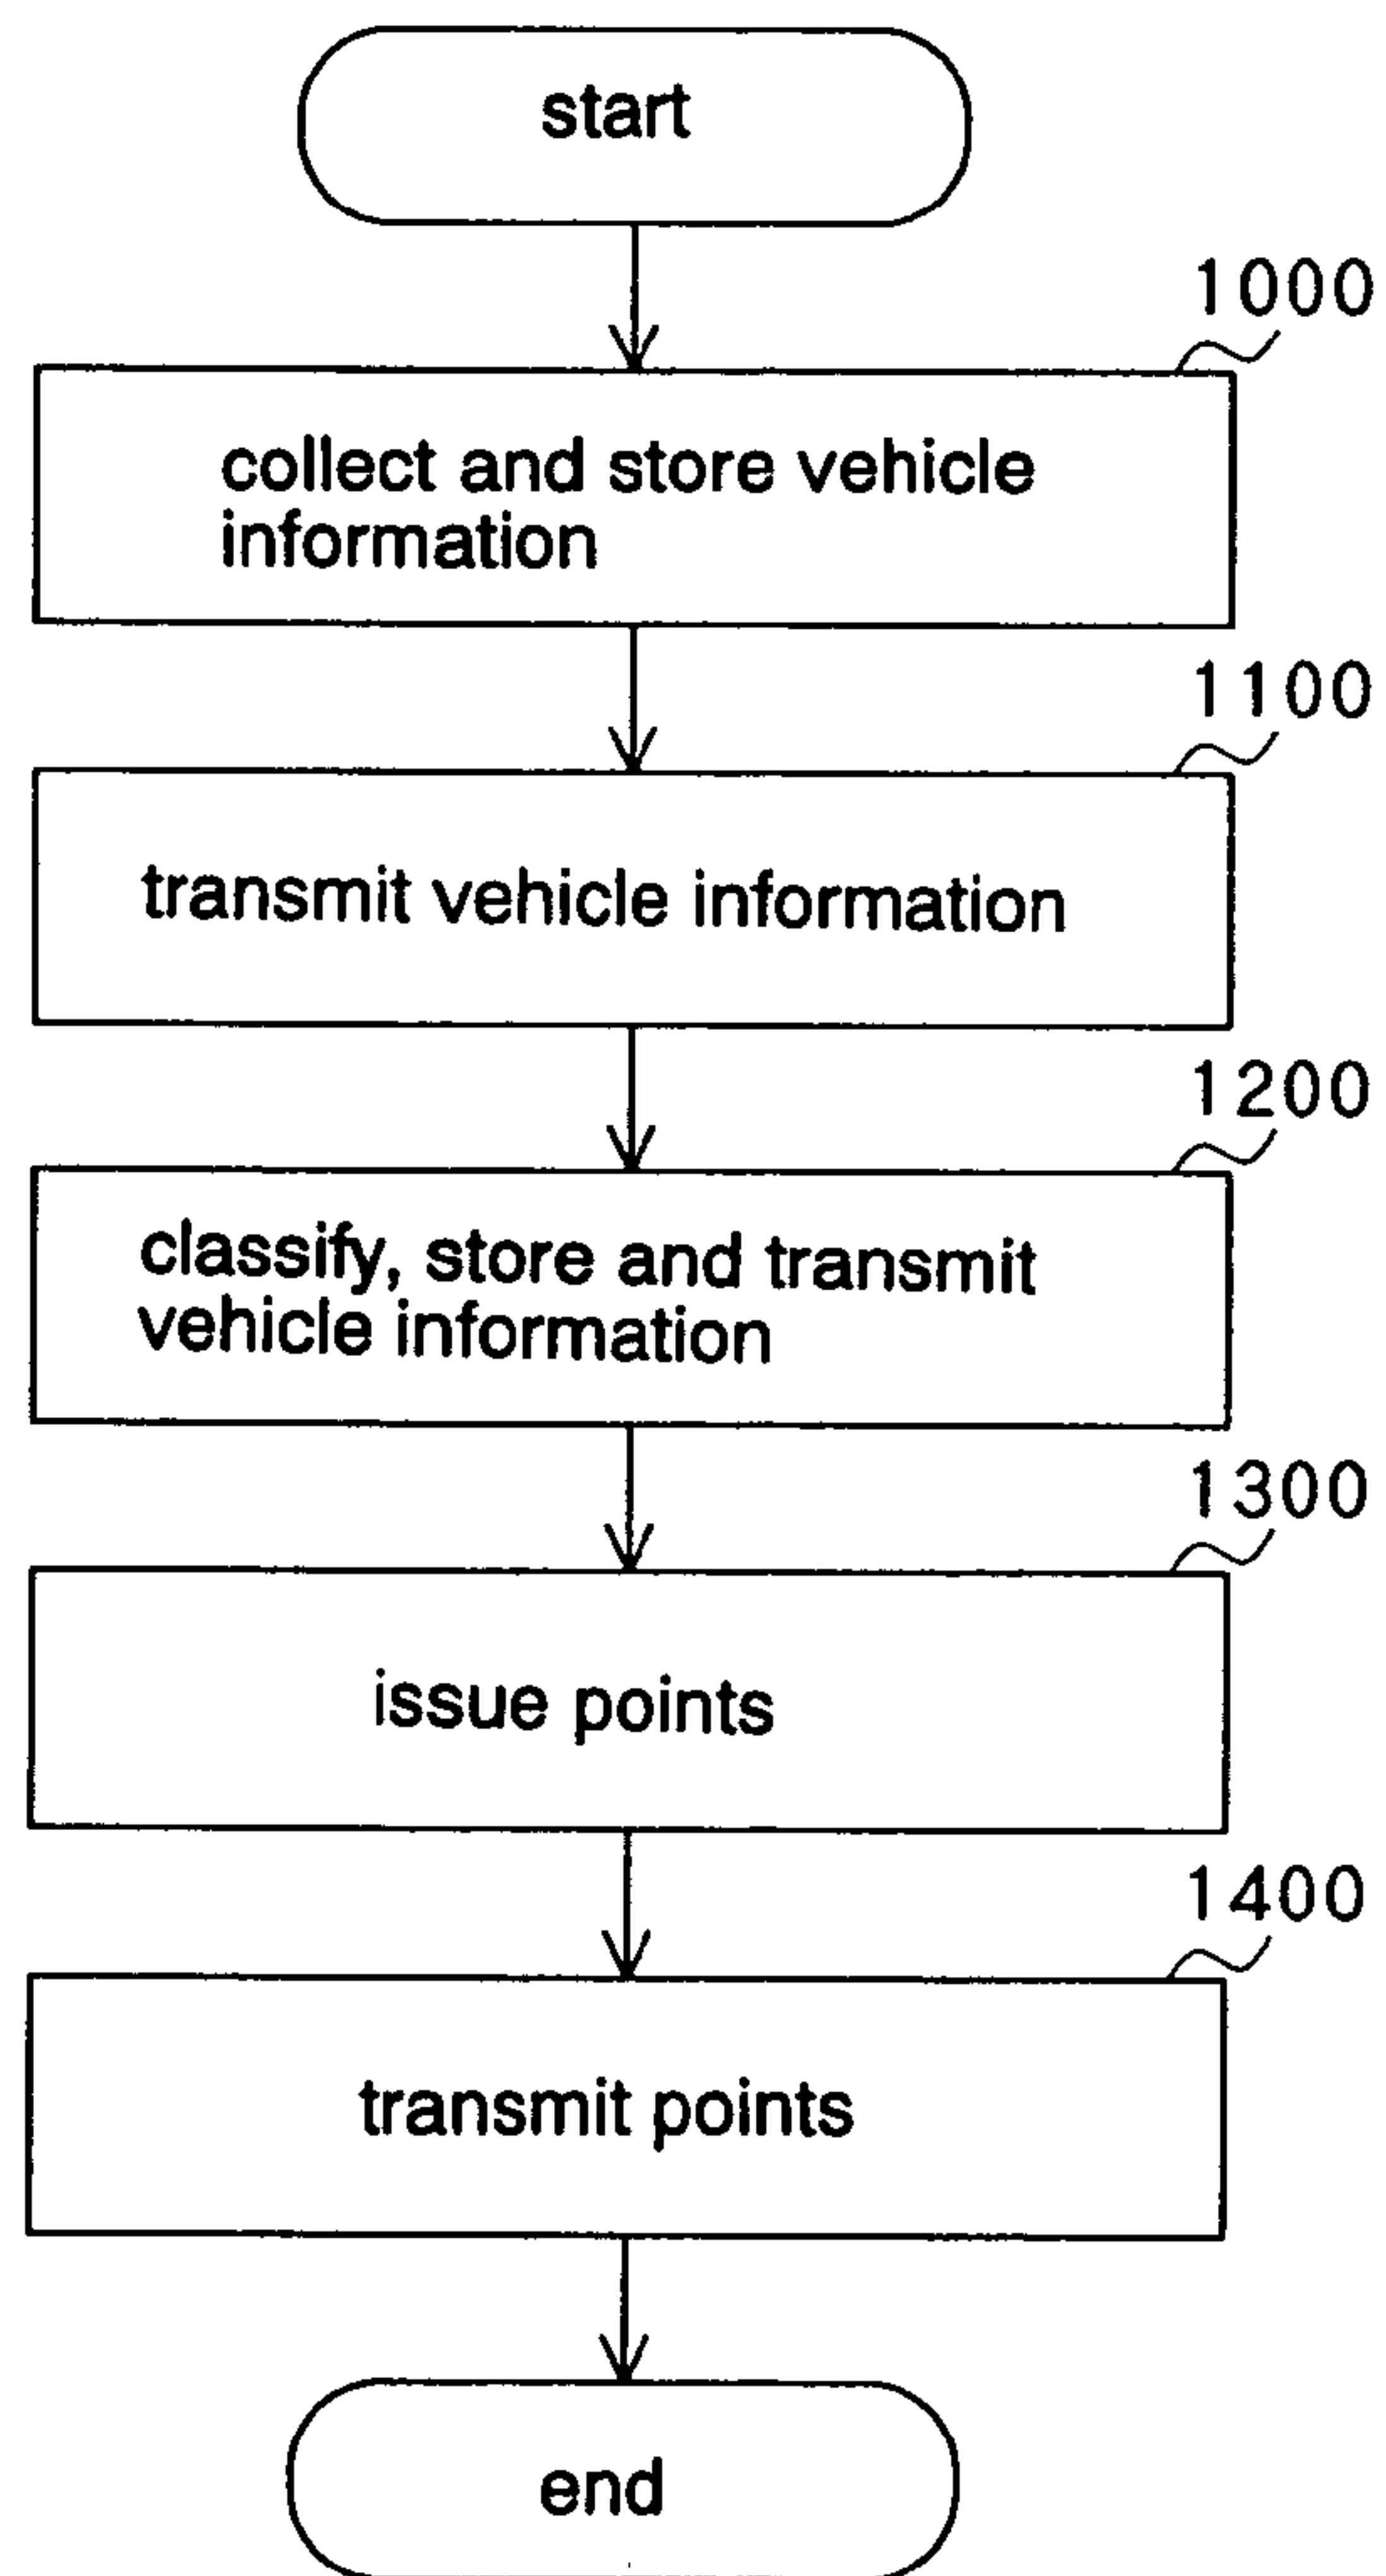 start
1000
collect and store vehicle
information
1100
transmit vehicle information
1200
classify, store and transmit
vehicle information
1300
issue points
1400
transmit points
end